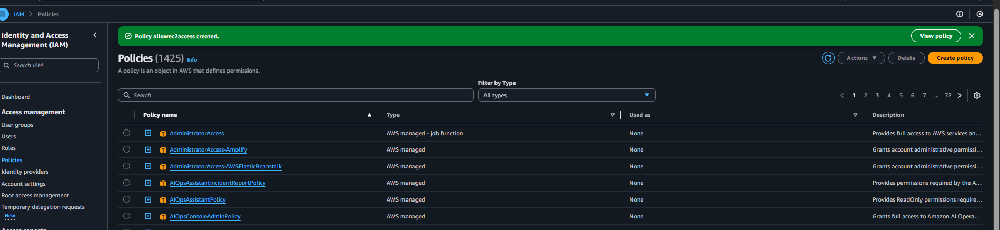 IAM > Policies
Identity and Access
Management (IAM)
Search IAM
Dashboard
Access management
User groups
Users
Roles
Policies
Identity providers
Account settings
Root access management
Temporary delegation requests
New
Access reports
Policy allowec2access created.
View policy
Policies (1425) Info
A policy is an object in AWS that defines permissions.
Actions
Delete
Create policy
Filter by Type
Search
All types
1 2 3 4 5 6 7 ... 72
Policy name Type Used as Description
AdministratorAccess AWS managed - job function None Provides full access to AWS services an...
AdministratorAccess-Amplify AWS managed None Grants account administrative permissi...
AdministratorAccess-AWSElasticBeanstalk AWS managed None Grants account administrative permissi...
AIOpsAssistantIncidentReportPolicy AWS managed None Provides permissions required by the A...
AIOpsAssistantPolicy AWS managed None Provides ReadOnly permissions require...
AIOpsConsoleAdminPolicy AWS managed None Grants full access to Amazon AI Opera...